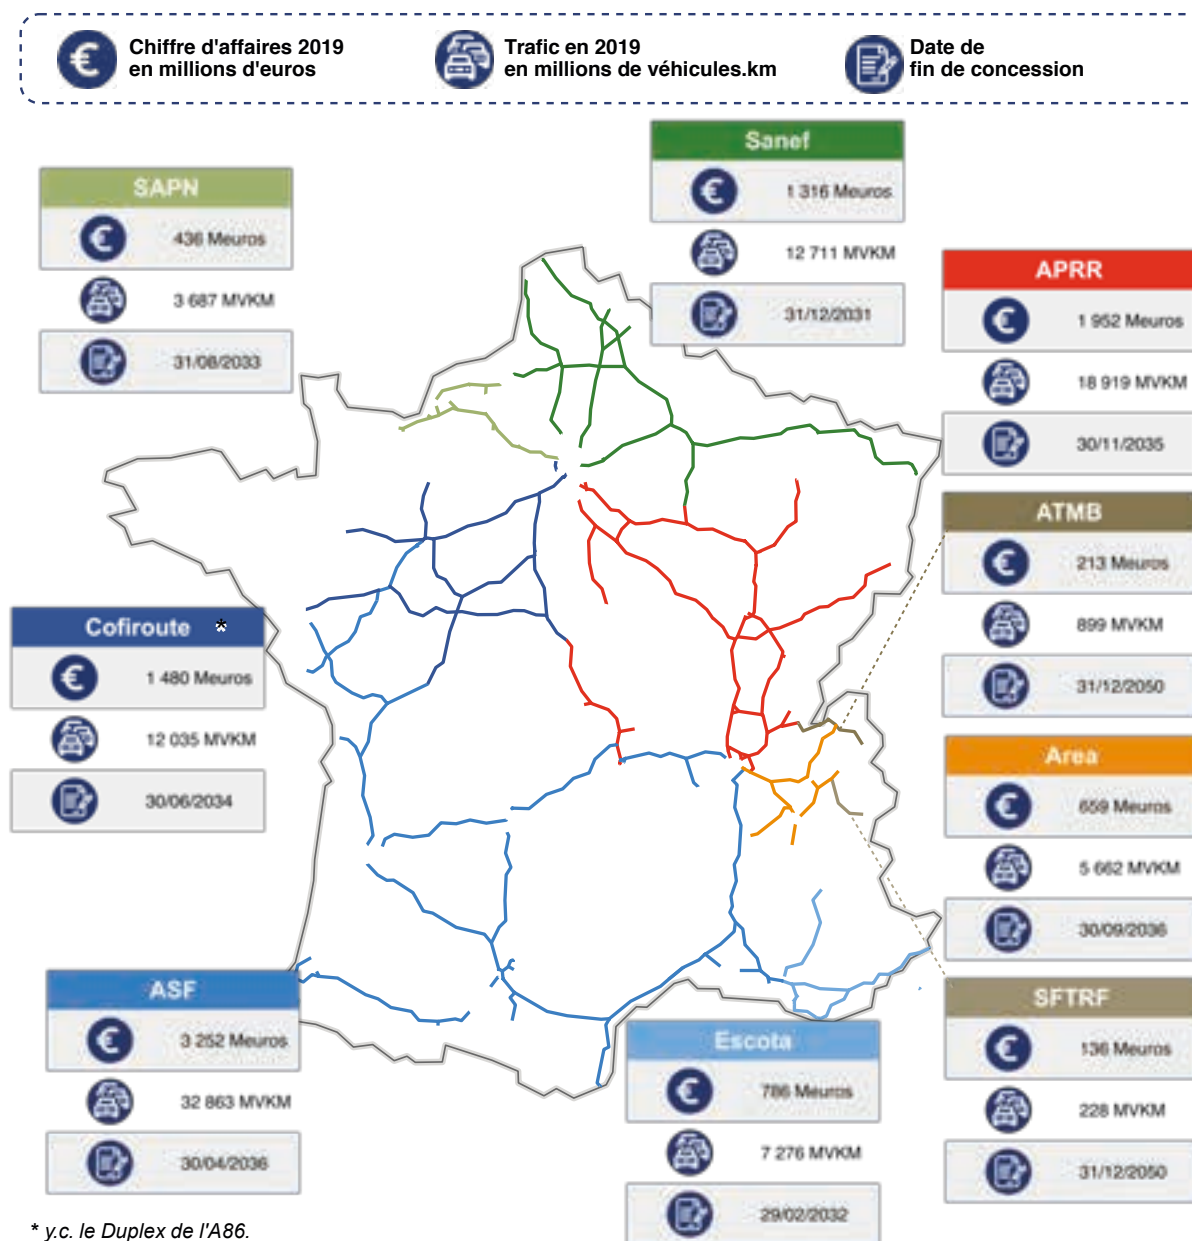 Chiffre d'affaires 2019
en millions d'euros
Trafic en 2019
en millions de véhicules.km
Date de
fin de concession
Sanef
1 316 Meuros
12 711 MVKM
31/12/2031
SAPN
436 Meuros
3 687 MVKM
31/08/2033
APRR
1 952 Meuros
18 919 MVKM
30/11/2035
ATMB
213 Meuros
899 MVKM
31/12/2050
Cofiroute *
1 480 Meuros
12 035 MVKM
30/06/2034
Area
659 Meuros
5 662 MVKM
30/09/2036
ASF
3 252 Meuros
32 863 MVKM
30/04/2036
SFTRF
136 Meuros
228 MVKM
31/12/2050
Escota
786 Meuros
7 276 MVKM
29/02/2032
* y.c. le Duplex de l'A86.